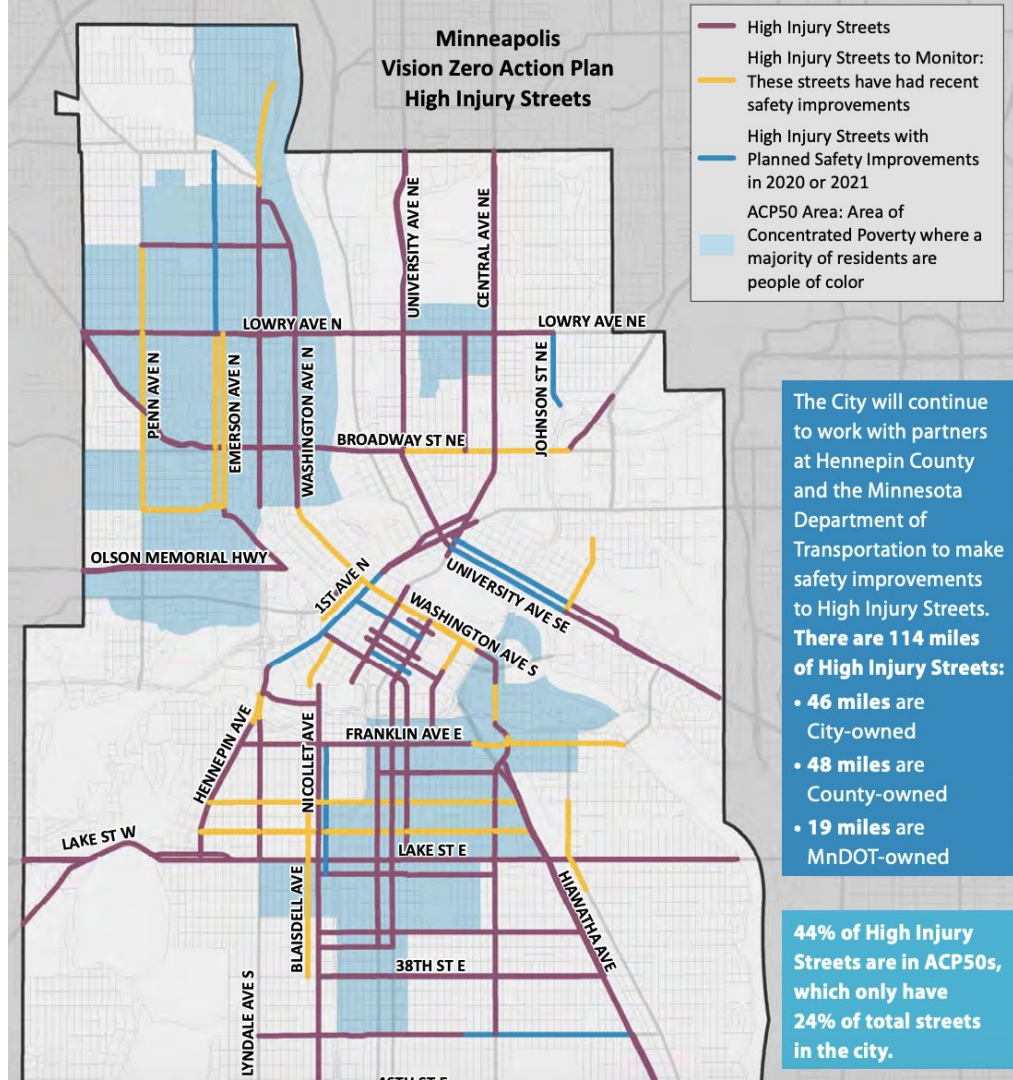 Minneapolis
Vision Zero Action Plan
High Injury Streets
High Injury Streets
High Injury Streets to Monitor:
These streets have had recent
safety improvements
High Injury Streets with
Planned Safety Improvements
in 2020 or 2021
ACP50 Area: Area of
Concentrated Poverty where a
majority of residents are
people of color
UNIVERSITY AVE NE
CENTRAL AVE NE
LOWRY AVE N
LOWRY AVE NE
PENN AVE N
EMERSON AVE N
WASHINGTON AVE N
JOHNSON ST NE
BROADWAY ST NE
OLSON MEMORIAL HWY
1ST AVE N
UNIVERSITY AVE SE
WASHINGTON AVE S
HENNEPIN AVE
NICOLLET AVE
FRANKLIN AVE E
LAKE ST W
LAKE ST E
BLAISDELL AVE
HIAWATHA AVE
38TH ST E
LYNDALE AVE S
The City will continue
to work with partners
at Hennepin County
and the Minnesota
Department of
Transportation to make
safety improvements
to High Injury Streets.
There are 114 miles
of High Injury Streets:
• 46 miles are
City-owned
• 48 miles are
County-owned
• 19 miles are
MnDOT-owned
44% of High Injury
Streets are in ACP50s,
which only have
24% of total streets
in the city.